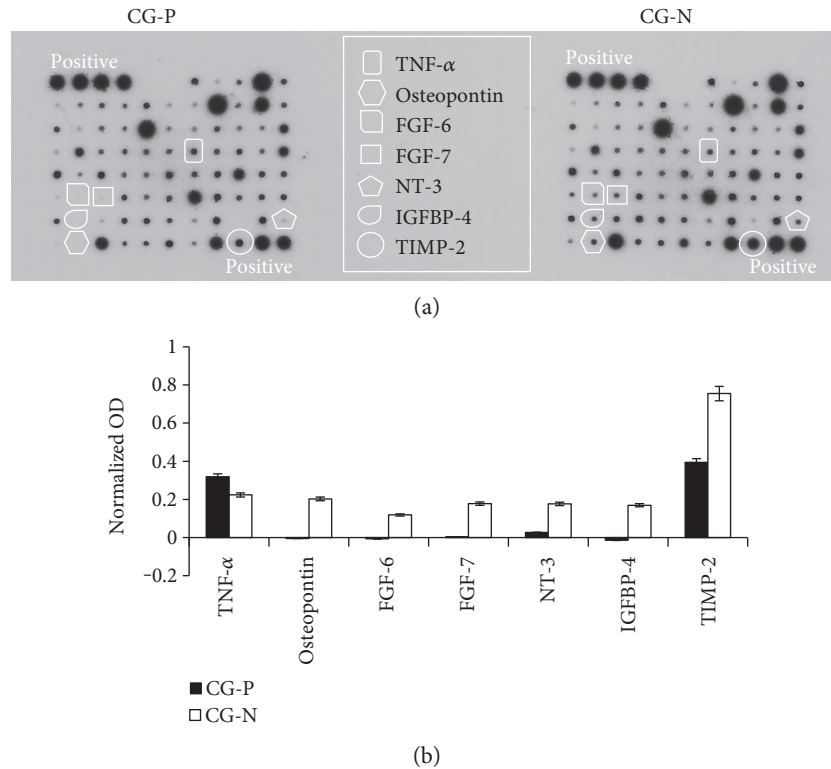 CG-P
CG-N
Positive
Positive
TNF-α
Osteopontin
FGF-6
FGF-7
NT-3
IGFBP-4
TIMP-2
Positive
Positive
(a)
Normalized OD
1
0.8
0.6
0.4
0.2
0
−0.2
TNF-α
Osteopontin
FGF-6
FGF-7
NT-3
IGFBP-4
TIMP-2
CG-P
CG-N
(b)